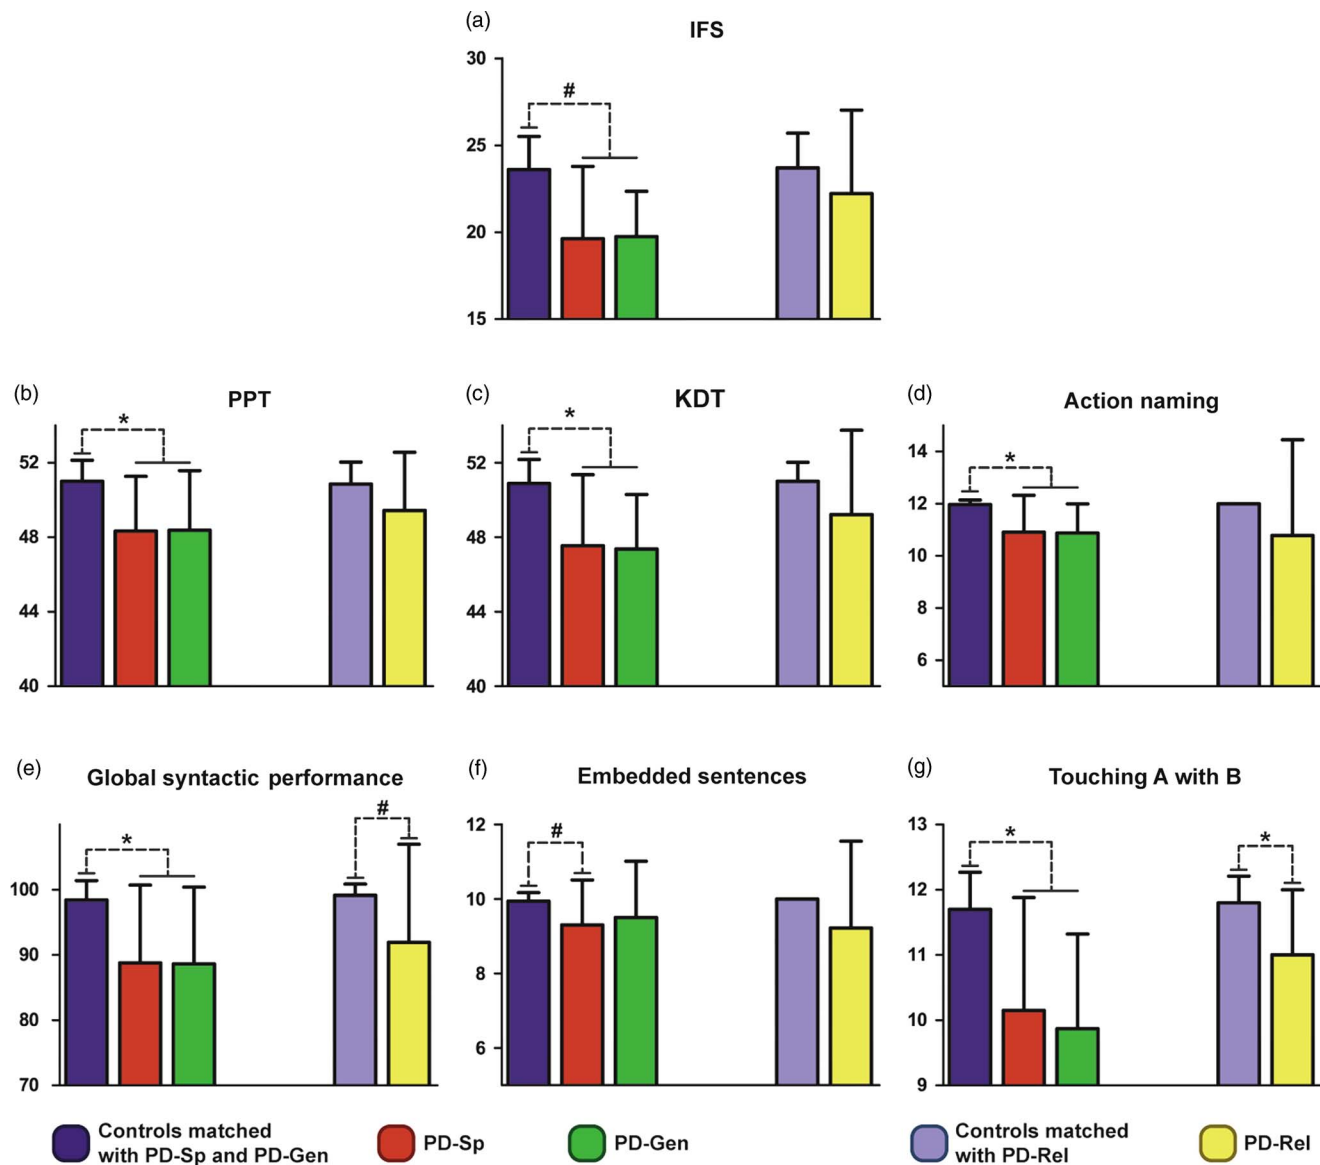 (a)
IFS
30
25
20
15
#
(b)
PPT
52
48
44
40
*
(c)
KDT
52
48
44
40
*
(d)
Action naming
14
12
10
8
6
*
(e)
Global syntactic performance
100
90
80
70
*
#
(f)
Embedded sentences
12
10
8
6
#
(g)
Touching A with B
13
12
11
10
9
*
*
Controls matched
with PD-Sp and PD-Gen
PD-Sp
PD-Gen
Controls matched
with PD-Rel
PD-Rel